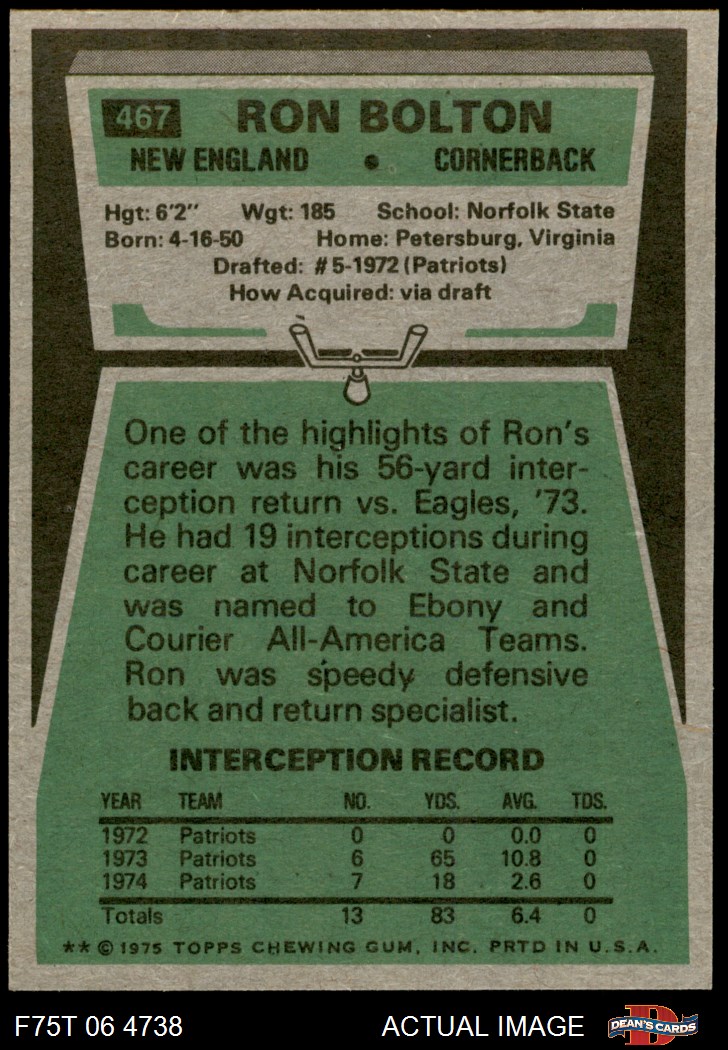 467 RON BOLTON
NEW ENGLAND • CORNERBACK
Hgt: 6'2" Wgt: 185 School: Norfolk State
Born: 4-16-50 Home: Petersburg, Virginia
Drafted: #5-1972 (Patriots)
How Acquired: via draft
One of the highlights of Ron's
career was his 56-yard inter-
ception return vs. Eagles, '73.
He had 19 interceptions during
career at Norfolk State and
was named to Ebony and
Courier All-America Teams.
Ron was speedy defensive
back and return specialist.
INTERCEPTION RECORD
YEAR TEAM NO. YDS. AVG. TDS.
1972 Patriots 0 0 0.0 0
1973 Patriots 6 65 10.8 0
1974 Patriots 7 18 2.6 0
Totals 13 83 6.4 0
** © 1975 TOPPS CHEWING GUM, INC. PRTD IN U.S.A.
F75T 06 4738 ACTUAL IMAGE DEAN'S CARDS